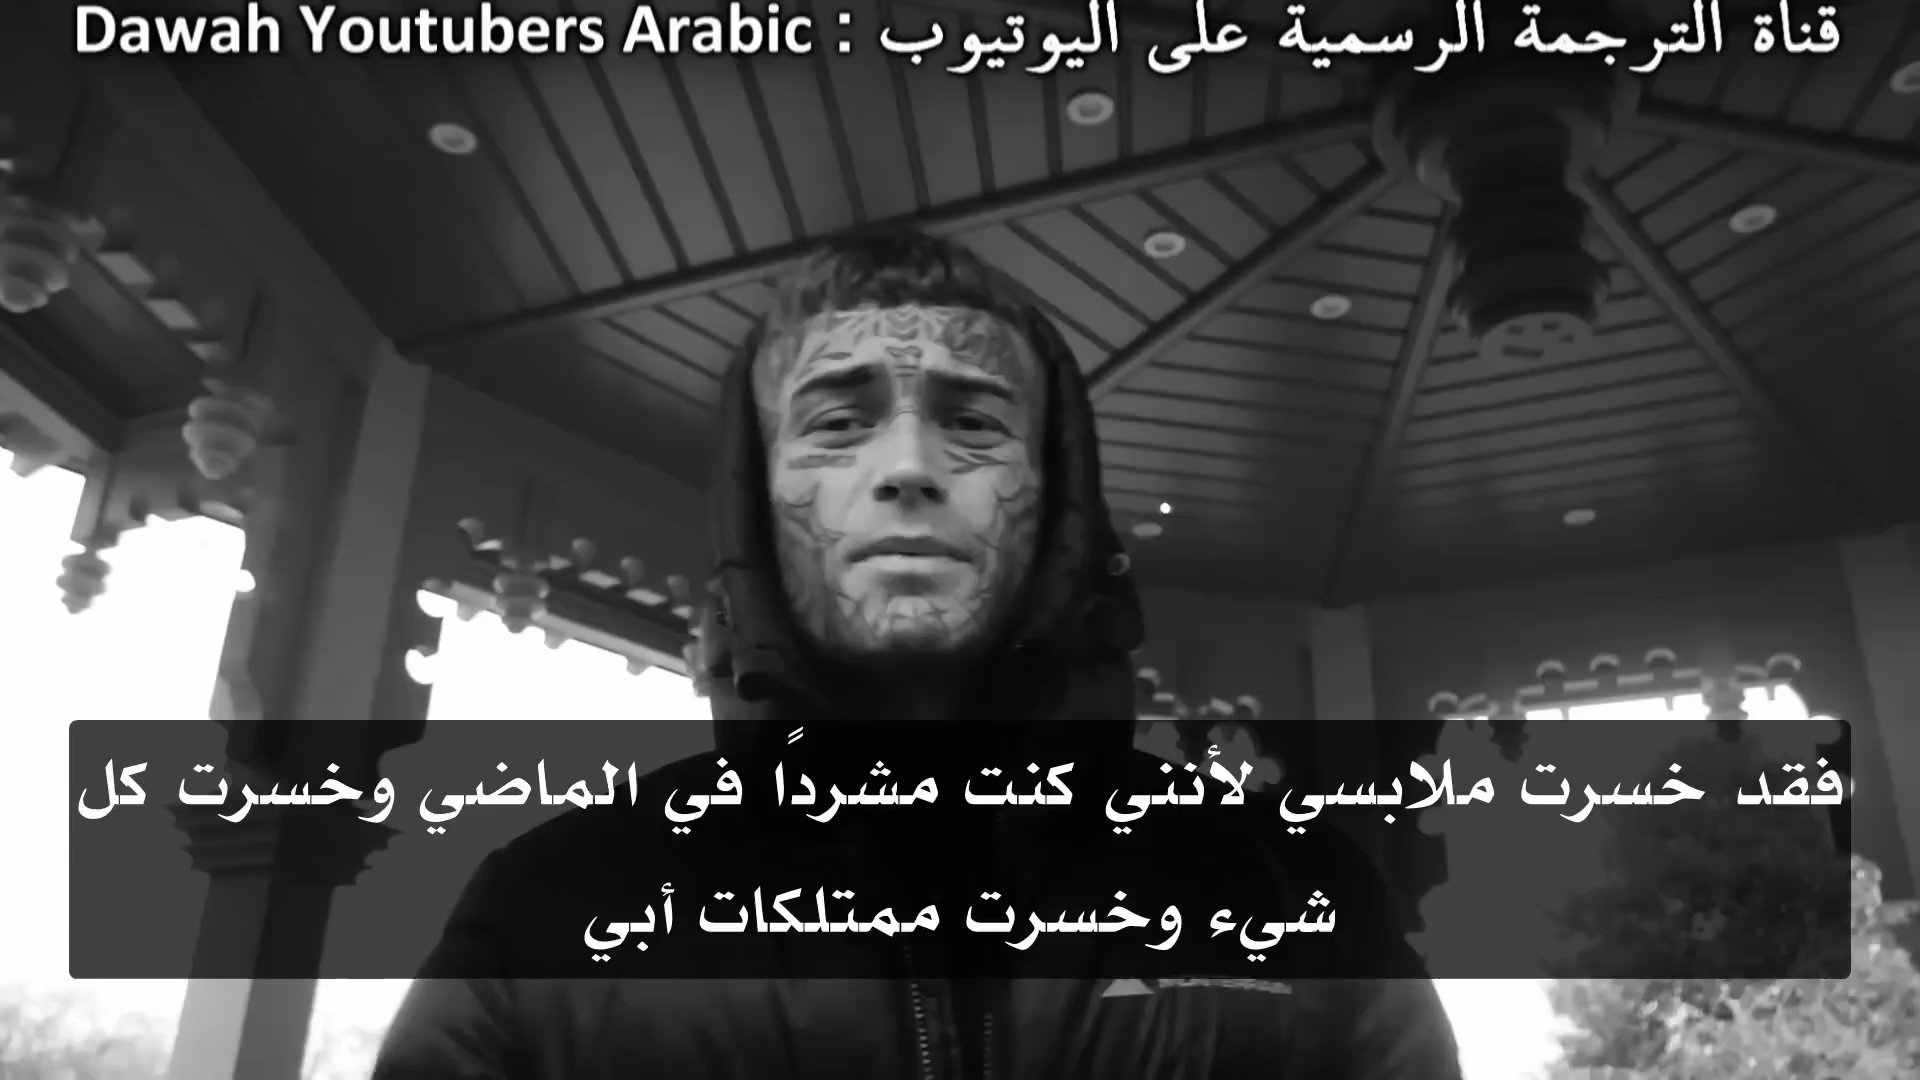 قناة الترجمة الرسمية على اليوتيوب : Dawah Youtubers Arabic
فقد خسرت ملابسي لأنني كنت مشردًا في الماضي وخسرت كل
شيء وخسرت ممتلكات أبي